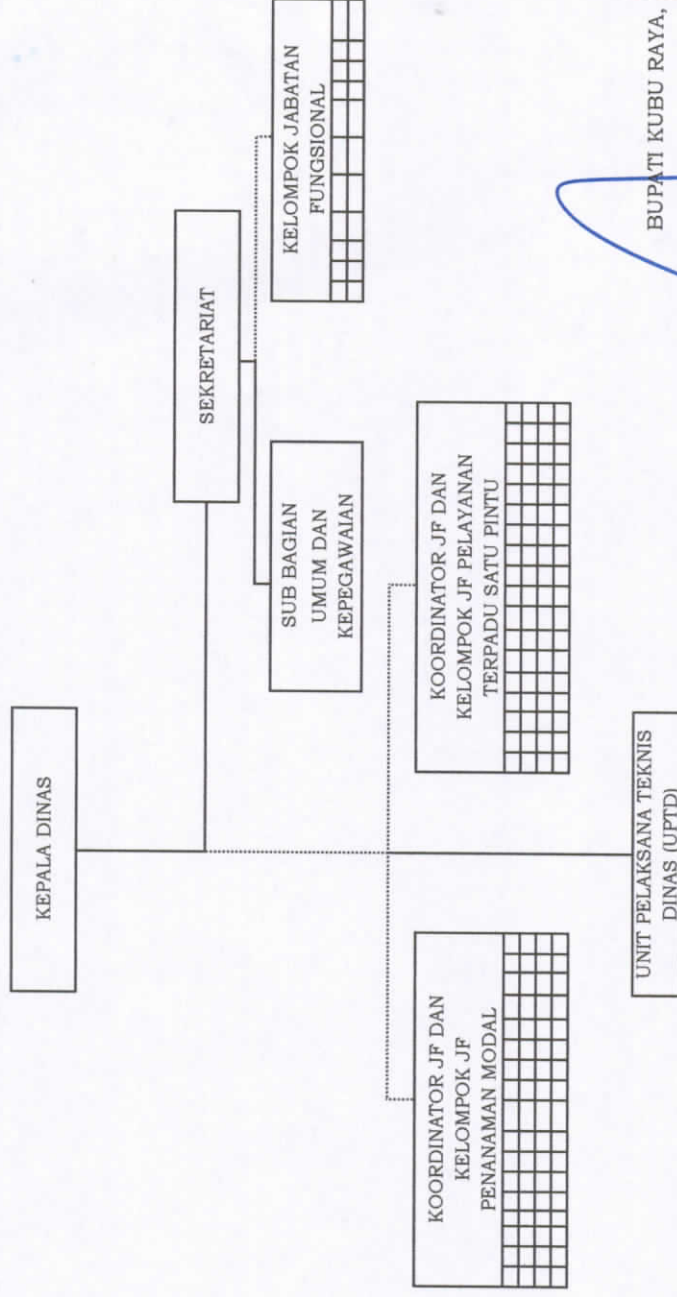 KEPALA DINAS
SEKRETARIAT
SUB BAGIAN
UMUM DAN
KEPEGAWAIAN
KELOMPOK JABATAN
FUNGSIONAL
KOORDINATOR JF DAN
KELOMPOK JF
PENANAMAN MODAL
KOORDINATOR JF DAN
KELOMPOK JF PELAYANAN
TERPADU SATU PINTU
UNIT PELAKSANA TEKNIS
DINAS (UPTD)
BUPATI KUBU RAYA,